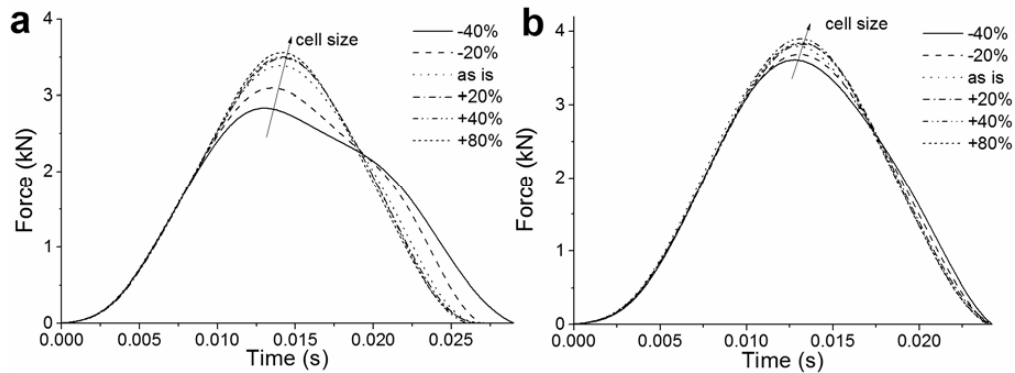 a
cell size
-40%
-20%
as is
+20%
+40%
+80%
Force (kN)
4
3
2
1
0
0.000 0.005 0.010 0.015 0.020 0.025
Time (s)
b
cell size
-40%
-20%
as is
+20%
+40%
+80%
Force (kN)
4
3
2
1
0
0.000 0.005 0.010 0.015 0.020
Time (s)